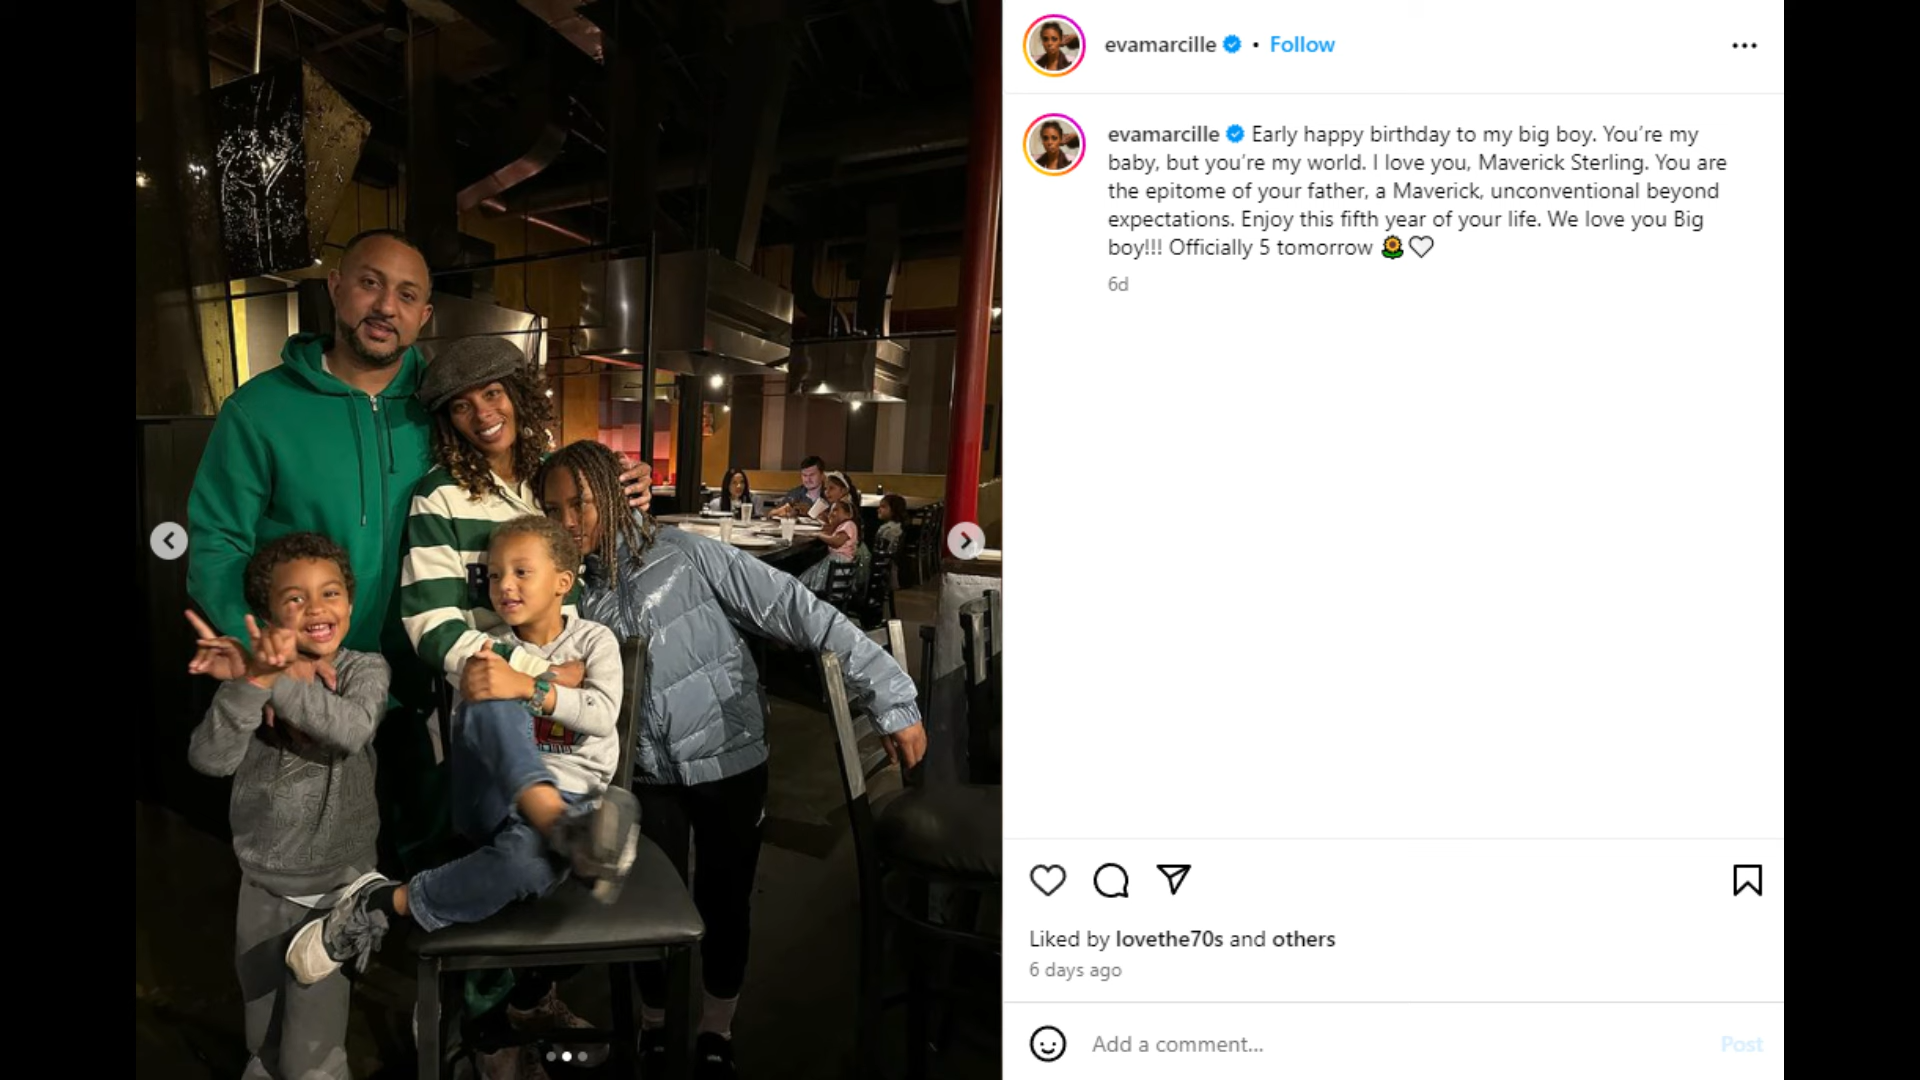 evamarcille • Follow
evamarcille Early happy birthday to my big boy. You’re my
baby, but you’re my world. I love you, Maverick Sterling. You are
the epitome of your father, a Maverick, unconventional beyond
expectations. Enjoy this fifth year of your life. We love you Big
boy!!! Officially 5 tomorrow 🌻🤍
6d
Liked by lovethe70s and others
6 days ago
Add a comment...
Post